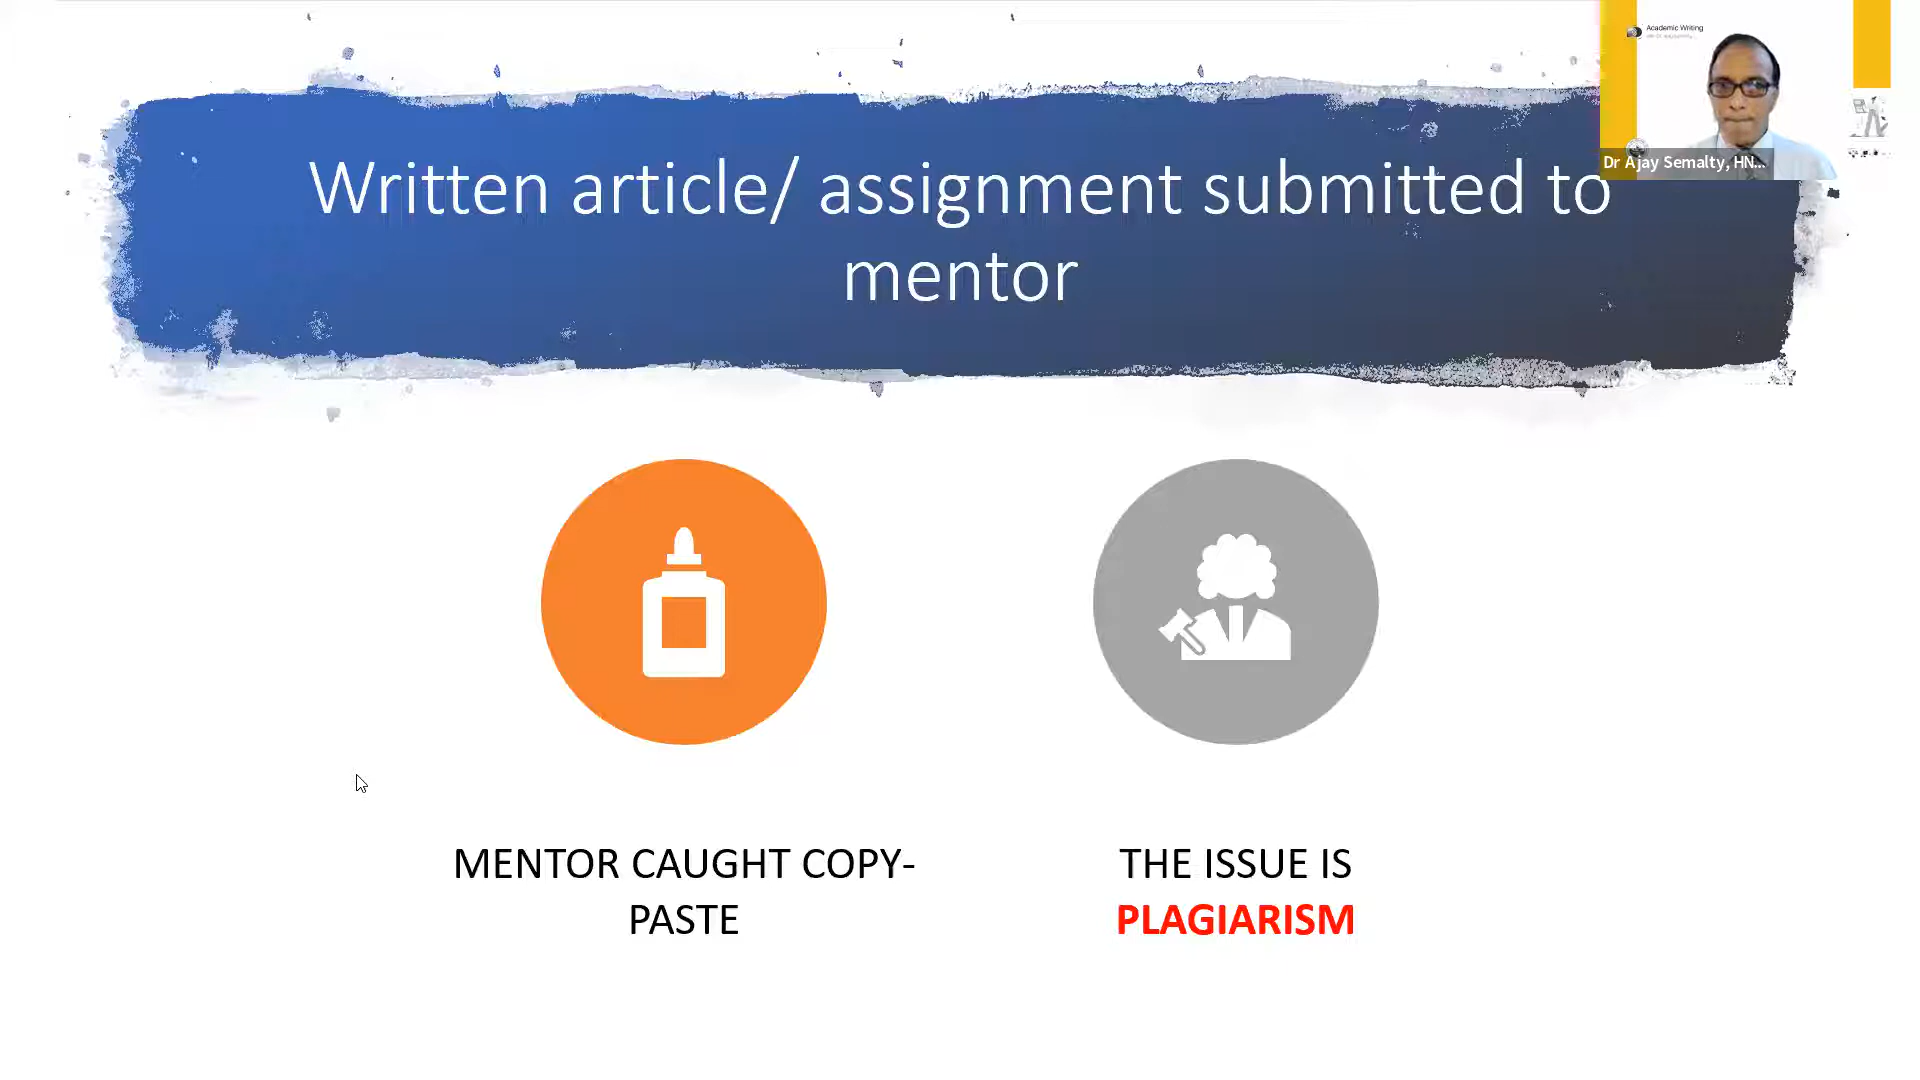 Academic Writing
Dr Ajay Semalty, HN...
Written article/ assignment submitted to
mentor
MENTOR CAUGHT COPY-
PASTE
THE ISSUE IS
PLAGIARISM